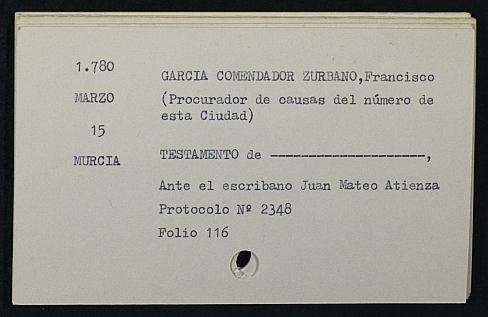 1.780
MARZO
15
MURCIA
GARCIA COMENDADOR ZURBANO,Francisco
(Procurador de causas del número de
esta Ciudad)
TESTAMENTO de --------------------,
Ante el escribano Juan Mateo Atienza
Protocolo Nº 2348
Folio 116